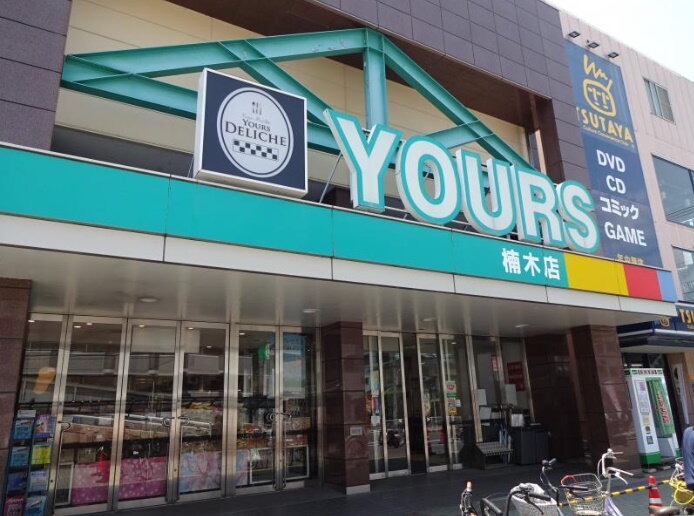 YOURS
DELICHE
YOURS
楠木店
TSUTAYA
DVD
CD
コミック
GAME